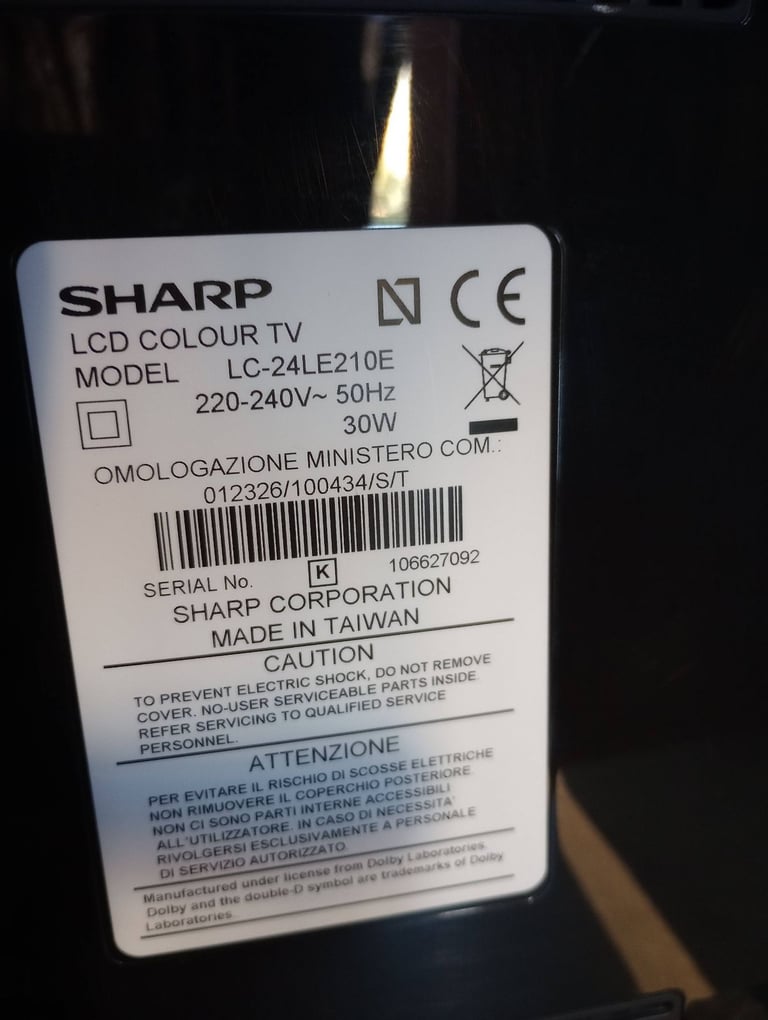 SHARP
LCD COLOUR TV
MODEL LC-24LE210E
220-240V~ 50Hz
30W
OMOLOGAZIONE MINISTERO COM.:
012326/100434/S/T
SERIAL No. K 106627092
SHARP CORPORATION
MADE IN TAIWAN
CAUTION
TO PREVENT ELECTRIC SHOCK, DO NOT REMOVE
COVER. NO-USER SERVICEABLE PARTS INSIDE.
REFER SERVICING TO QUALIFIED SERVICE
PERSONNEL.
ATTENZIONE
PER EVITARE IL RISCHIO DI SCOSSE ELETTRICHE
NON RIMUOVERE IL COPERCHIO POSTERIORE.
NON CI SONO PARTI INTERNE ACCESSIBILI
ALL'UTILIZZATORE. IN CASO DI NECESSITA'
RIVOLGERSI ESCLUSIVAMENTE A PERSONALE
DI SERVIZIO AUTORIZZATO.
Manufactured under license from Dolby Laboratories.
Dolby and the double-D symbol are trademarks of Dolby
Laboratories.